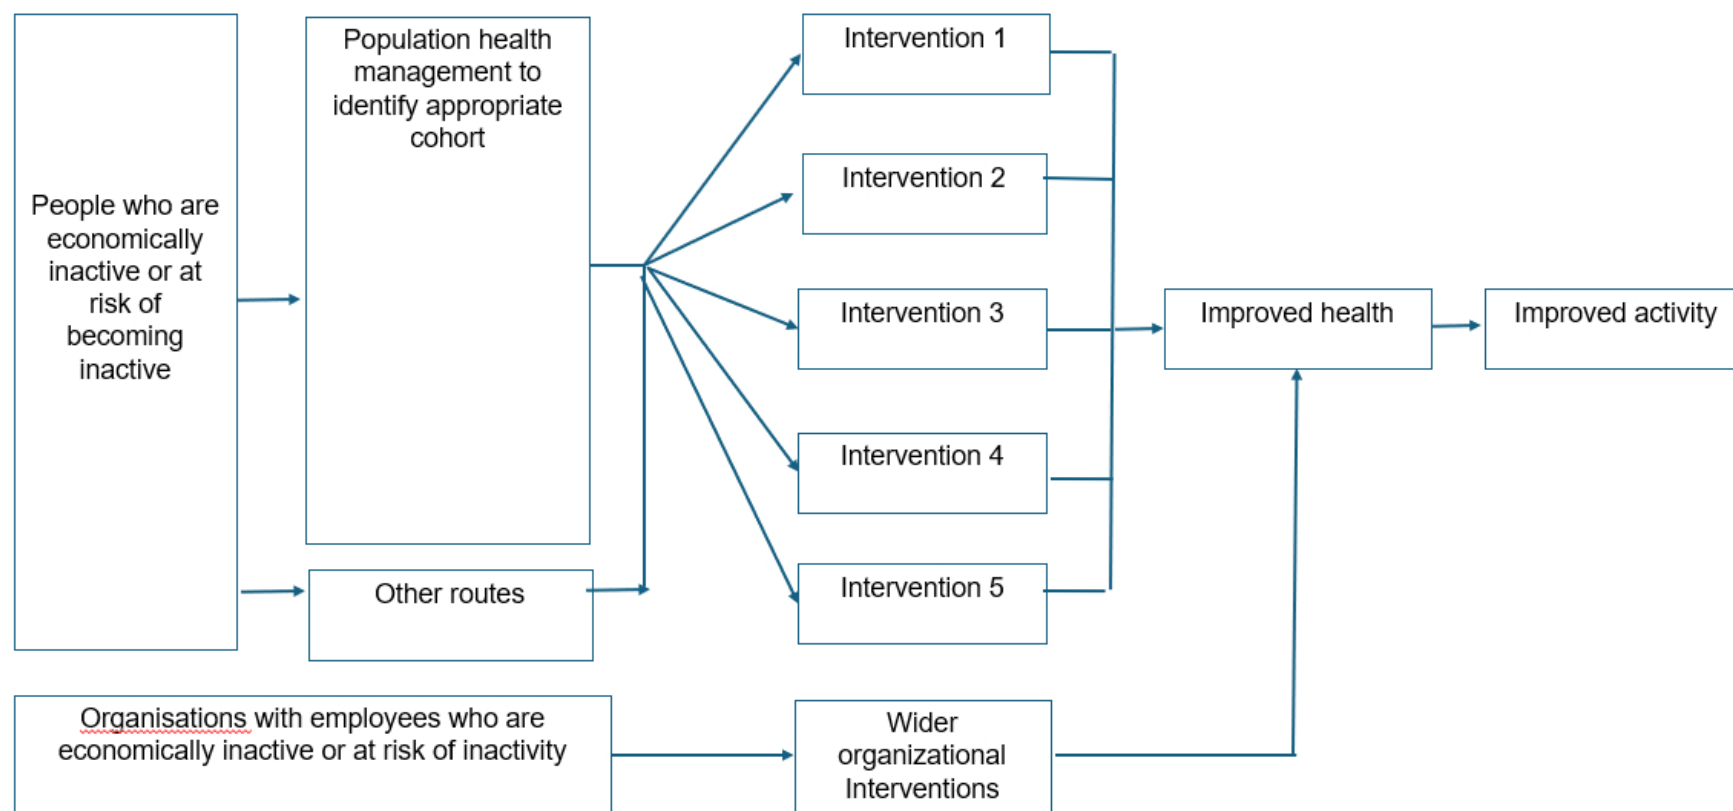 People who are
economically
inactive or at
risk of
becoming
inactive
Population health
management to
identify appropriate
cohort
Other routes
Intervention 1
Intervention 2
Intervention 3
Intervention 4
Intervention 5
Improved health
Improved activity
Organisations with employees who are
economically inactive or at risk of inactivity
Wider
organizational
Interventions